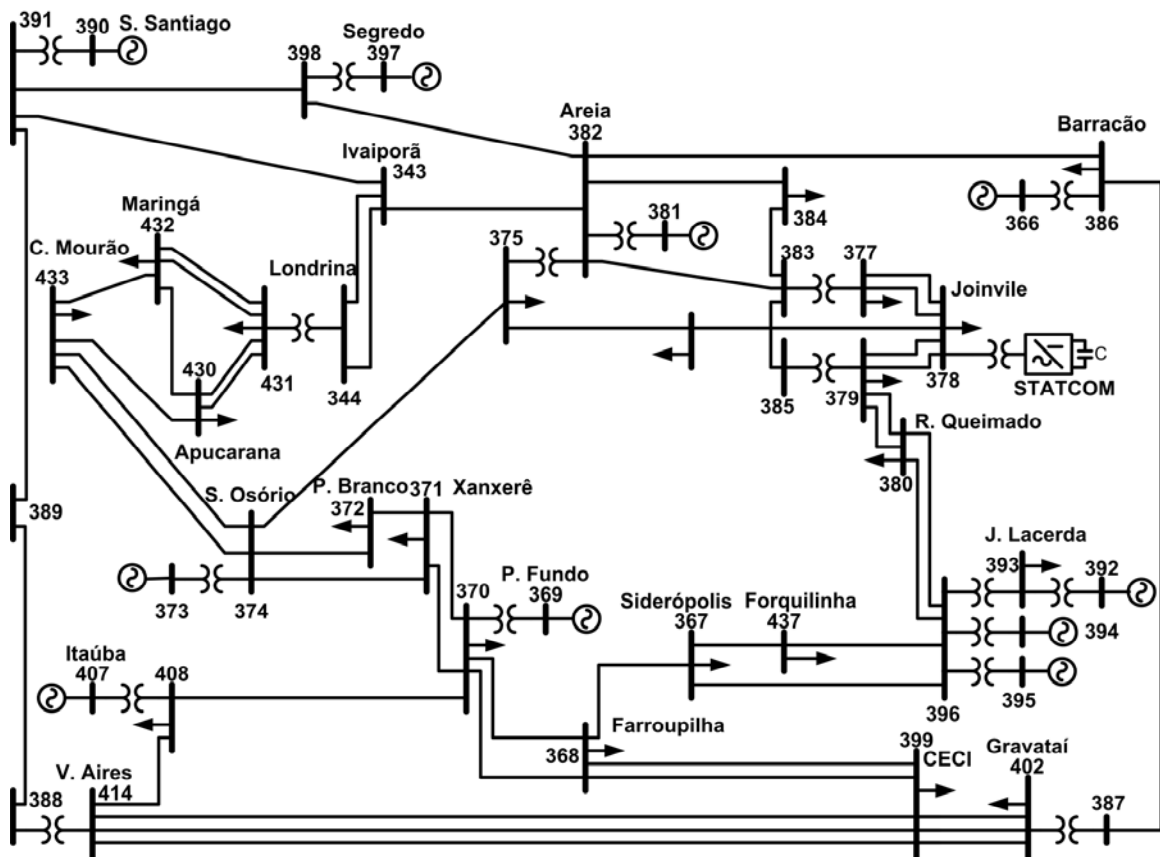 391
390
S. Santiago
398
Segredo
397
Areia
382
Barracão
Ivaiporã
343
381
384
366
386
Maringá
432
C. Mourão
433
Londrina
375
383
377
Joinvile
430
431
344
385
379
378
C
STATCOM
Apucarana
R. Queimado
380
389
S. Osório
P. Branco
372
371
Xanxerê
373
374
370
P. Fundo
369
J. Lacerda
393
392
Siderópolis
367
Forquilinha
437
394
395
396
Itaúba
407
408
Farroupilha
368
399
CECI
Gravataí
402
V. Aires
388
414
387